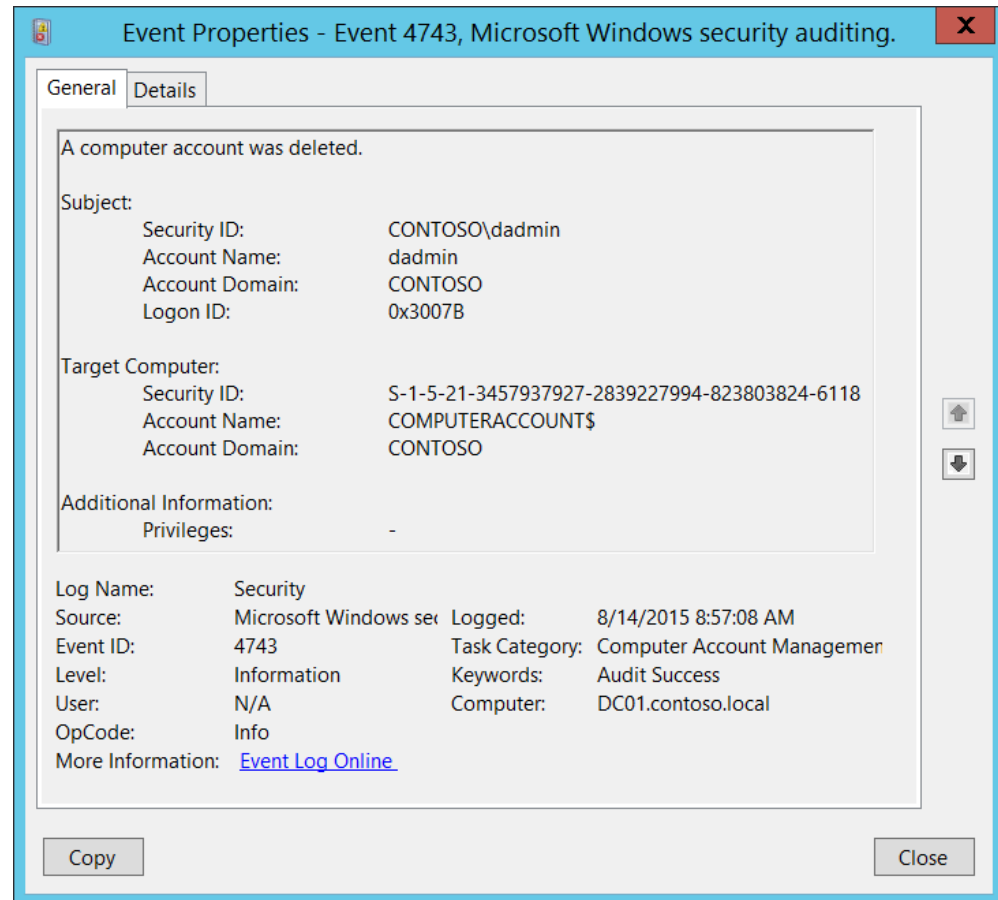 Event Properties - Event 4743, Microsoft Windows security auditing.
X
General Details
A computer account was deleted.
Subject:
Security ID: CONTOSO\dadmin
Account Name: dadmin
Account Domain: CONTOSO
Logon ID: 0x3007B
Target Computer:
Security ID: S-1-5-21-3457937927-2839227994-823803824-6118
Account Name: COMPUTERACCOUNT$
Account Domain: CONTOSO
Additional Information:
Privileges: -
Log Name: Security
Source: Microsoft Windows sec Logged: 8/14/2015 8:57:08 AM
Event ID: 4743 Task Category: Computer Account Managemen
Level: Information Keywords: Audit Success
User: N/A Computer: DC01.contoso.local
OpCode: Info
More Information: Event Log Online
Copy Close